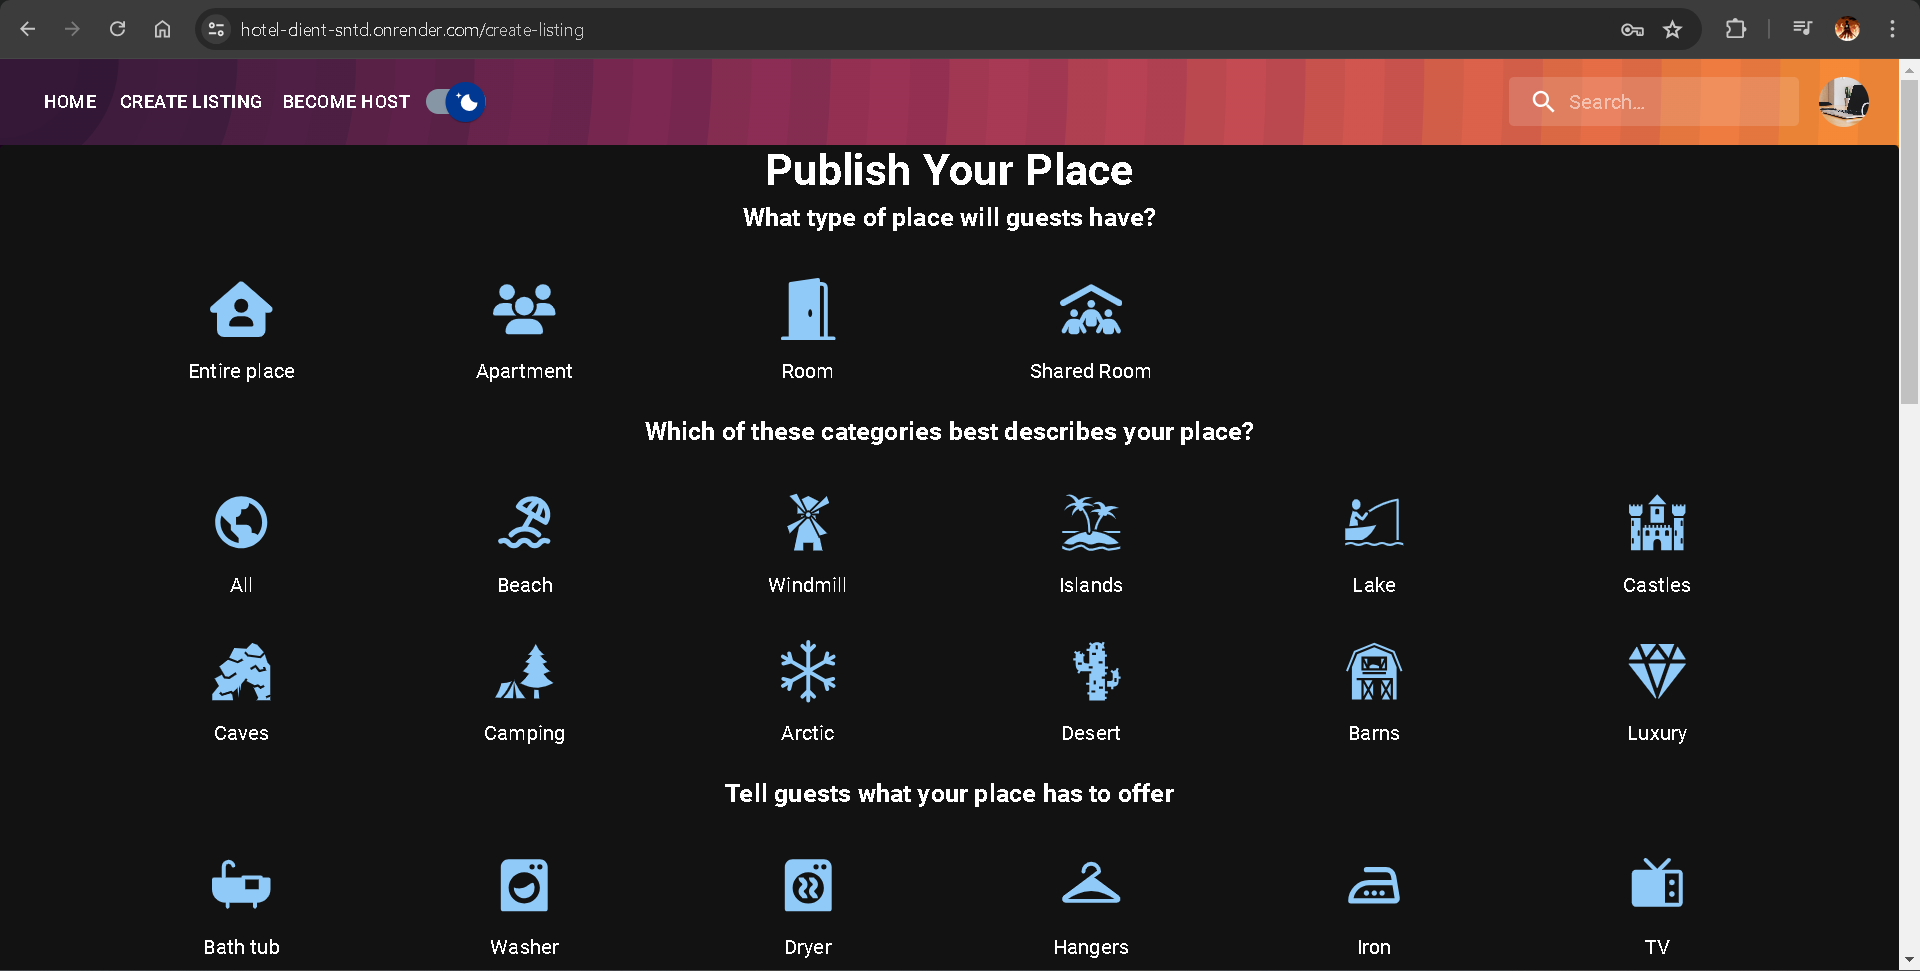 hotel-client-sntd.onrender.com/create-listing
HOME CREATE LISTING BECOME HOST Search...
Publish Your Place
What type of place will guests have?
Entire place Apartment Room Shared Room
Which of these categories best describes your place?
All Beach Windmill Islands Lake Castles
Caves Camping Arctic Desert Barns Luxury
Tell guests what your place has to offer
Bath tub Washer Dryer Hangers Iron TV